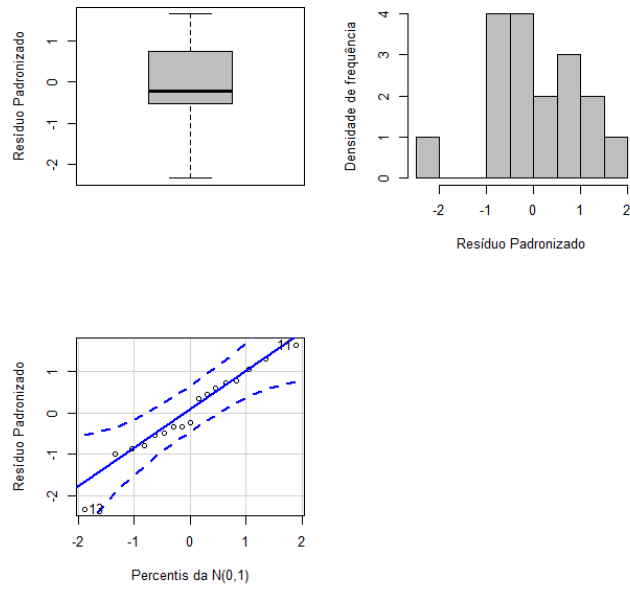 Resíduo Padronizado
1
0
-1
-2
Densidade de frequência
4
3
2
1
0
-2 -1 0 1 2
Resíduo Padronizado
Resíduo Padronizado
1
0
-1
-2
11
12
-2 -1 0 1 2
Percentis da N(0,1)